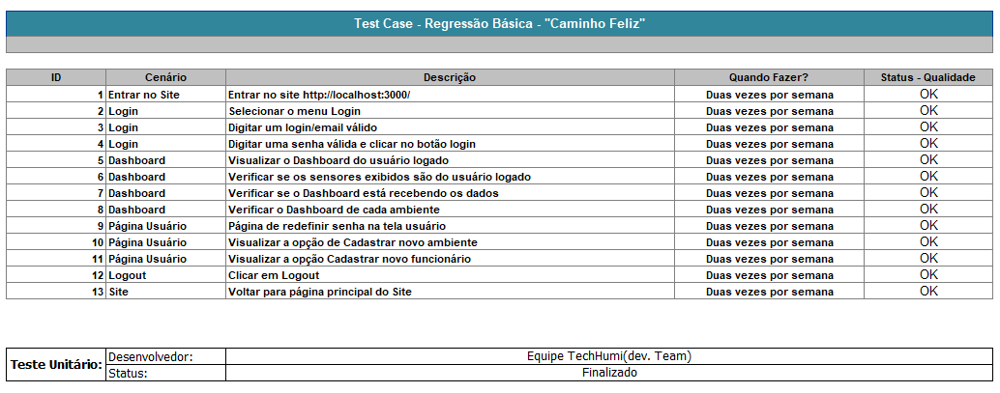 Test Case - Regressão Básica - "Caminho Feliz"
ID Cenário Descrição Quando Fazer? Status - Qualidade
1 Entrar no Site Entrar no site http://localhost:3000/ Duas vezes por semana OK
2 Login Selecionar o menu Login Duas vezes por semana OK
3 Login Digitar um login/email válido Duas vezes por semana OK
4 Login Digitar uma senha válida e clicar no botão login Duas vezes por semana OK
5 Dashboard Visualizar o Dashboard do usuário logado Duas vezes por semana OK
6 Dashboard Verificar se os sensores exibidos são do usuário logado Duas vezes por semana OK
7 Dashboard Verificar se o Dashboard está recebendo os dados Duas vezes por semana OK
8 Dashboard Verificar o Dashboard de cada ambiente Duas vezes por semana OK
9 Página Usuário Página de redefinir senha na tela usuário Duas vezes por semana OK
10 Página Usuário Visualizar a opção de Cadastrar novo ambiente Duas vezes por semana OK
11 Página Usuário Visualizar a opção Cadastrar novo funcionário Duas vezes por semana OK
12 Logout Clicar em Logout Duas vezes por semana OK
13 Site Voltar para página principal do Site Duas vezes por semana OK
Teste Unitário: Desenvolvedor: Equipe TechHumi(dev. Team)
Status: Finalizado